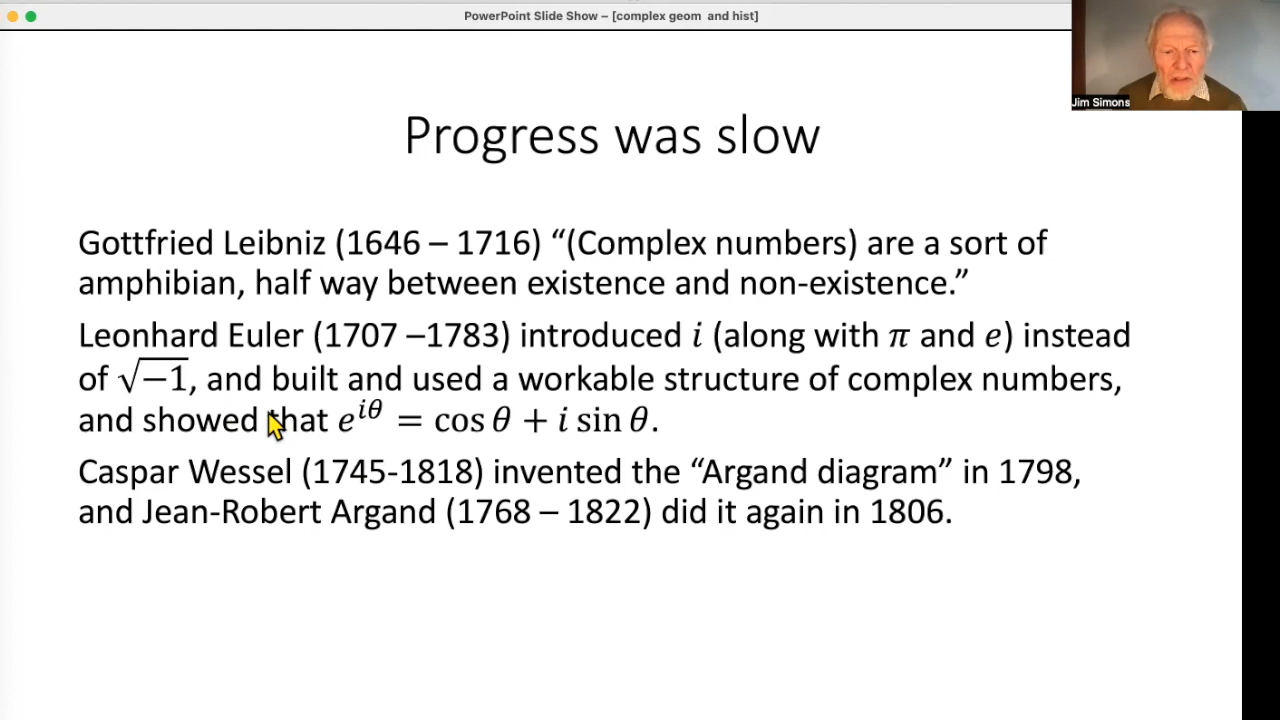 PowerPoint Slide Show – [complex geom  and hist]
Jim Simons
Progress was slow
Gottfried Leibniz (1646 – 1716) “(Complex numbers) are a sort of
amphibian, half way between existence and non-existence.”
Leonhard Euler (1707 –1783) introduced 𝑖 (along with 𝜋 and 𝑒) instead
of √−1, and built and used a workable structure of complex numbers,
and showed that 𝑒^{𝑖𝜃} = cos 𝜃 + 𝑖 sin 𝜃.
Caspar Wessel (1745-1818) invented the “Argand diagram” in 1798,
and Jean-Robert Argand (1768 – 1822) did it again in 1806.